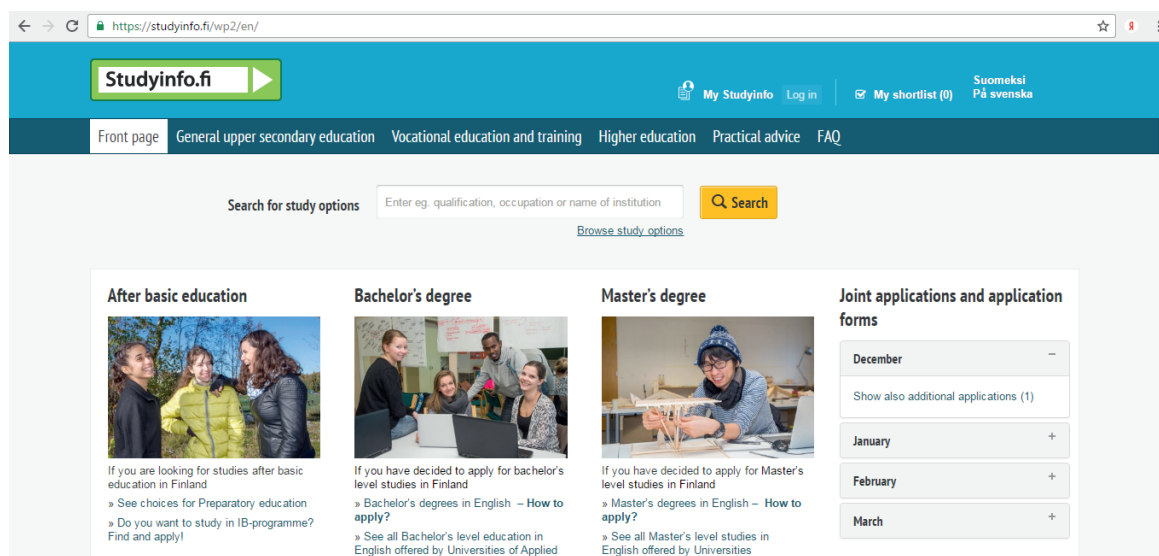 https://studyinfo.fi/wp2/en/
Я
Studyinfo.fi
My Studyinfo Log in
My shortlist (0)
Suomeksi
På svenska
Front page General upper secondary education Vocational education and training Higher education Practical advice FAQ
Search for study options
Enter eg. qualification, occupation or name of institution
Search
Browse study options
After basic education
If you are looking for studies after basic
education in Finland
» See choices for Preparatory education
» Do you want to study in IB-programme?
Find and apply!
Bachelor's degree
If you have decided to apply for bachelor's
level studies in Finland
» Bachelor's degrees in English – How to
apply?
» See all Bachelor's level education in
English offered by Universities of Applied
Master's degree
If you have decided to apply for Master's
level studies in Finland
» Master's degrees in English – How to
apply?
» See all Master's level studies in
English offered by Universities
Joint applications and application
forms
December
Show also additional applications (1)
January
February
March